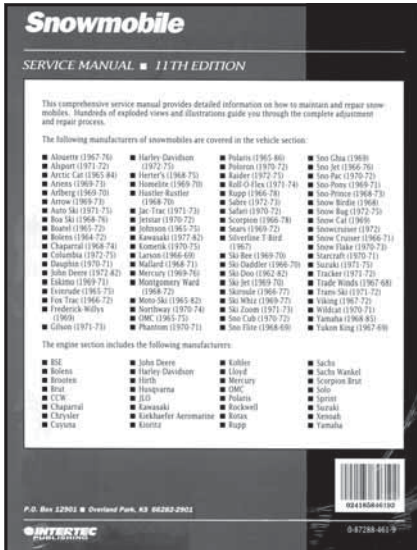 Snowmobile
SERVICE MANUAL ■ 11TH EDITION
This comprehensive service manual provides detailed information on how to maintain and repair snow-
mobiles. Hundreds of exploded views and illustrations guide you through the complete adjustment
and repair process.
The following manufacturers of snowmobiles are covered in the vehicle section:
■ Alouette (1967-76)
■ Alsport (1971-72)
■ Arctic Cat (1965-84)
■ Ariens (1969-73)
■ Arlberg (1969-70)
■ Arrow (1969-73)
■ Auto Ski (1971-75)
■ Boa Ski (1968-76)
■ Boatel (1965-72)
■ Bolens (1964-72)
■ Chaparral (1968-74)
■ Columbia (1972-75)
■ Dauphin (1970-71)
■ John Deere (1972-82)
■ Eskimo (1969-71)
■ Evinrude (1965-75)
■ Fox Trac (1966-72)
■ Frederick-Willys
(1969)
■ Gilson (1971-73)
■ Harley-Davidson
(1972-75)
■ Herter's (1968-75)
■ Homelite (1969-70)
■ Hustler-Rustler
(1968-70)
■ Jac-Trac (1971-73)
■ Jetstar (1970-72)
■ Johnson (1965-75)
■ Kawasaki (1977-82)
■ Komerik (1970-75)
■ Larson (1966-69)
■ Mallard (1968-71)
■ Mercury (1969-76)
■ Montgomery Ward
(1968-72)
■ Moto-Ski (1965-82)
■ Northway (1970-74)
■ OMC (1965-75)
■ Phantom (1970-71)
■ Polaris (1965-86)
■ Poloron (1970-72)
■ Raider (1972-75)
■ Roll-O-Flex (1971-74)
■ Rupp (1966-78)
■ Sabre (1972-73)
■ Safari (1970-72)
■ Scorpion (1966-78)
■ Sears (1969-72)
■ Silverline T-Bird
(1967)
■ Ski Bee (1969-70)
■ Ski Daddler (1966-70)
■ Ski-Doo (1962-82)
■ Ski Jet (1969-70)
■ Skiroule (1966-77)
■ Ski Whiz (1969-77)
■ Ski Zoom (1971-73)
■ Sno Cub (1970-72)
■ Sno Flite (1968-69)
■ Sno Ghia (1969)
■ Sno Jet (1966-76)
■ Sno-Pac (1970-72)
■ Sno-Pony (1969-71)
■ Sno-Prince (1968-73)
■ Snow Birdie (1968)
■ Snow Bug (1972-75)
■ Snow Cat (1969)
■ Snowcruiser (1972)
■ Snow Cruiser (1966-71)
■ Snow Flake (1970-73)
■ Starcraft (1970-71)
■ Suzuki (1971-75)
■ Tracker (1971-72)
■ Trade Winds (1967-68)
■ Trans-Ski (1971-72)
■ Viking (1967-72)
■ Wildcat (1970-71)
■ Yamaha (1968-85)
■ Yukon King (1967-69)
The engine section includes the following manufacturers:
■ BSE
■ Bolens
■ Brooten
■ Brut
■ CCW
■ Chaparral
■ Chrysler
■ Cuyuna
■ John Deere
■ Harley-Davidson
■ Hirth
■ Husqvarna
■ JLO
■ Kawasaki
■ Kiekhaefer Aeromarine
■ Kioritz
■ Kohler
■ Lloyd
■ Mercury
■ OMC
■ Polaris
■ Rockwell
■ Rotax
■ Rupp
■ Sachs
■ Sachs Wankel
■ Scorpion Brut
■ Solo
■ Sprint
■ Suzuki
■ Xenoah
■ Yamaha
P.O. Box 12901 ■ Overland Park, KS 66282-2901
INTERTEC
PUBLISHING
024185846192
0-87288-461-9